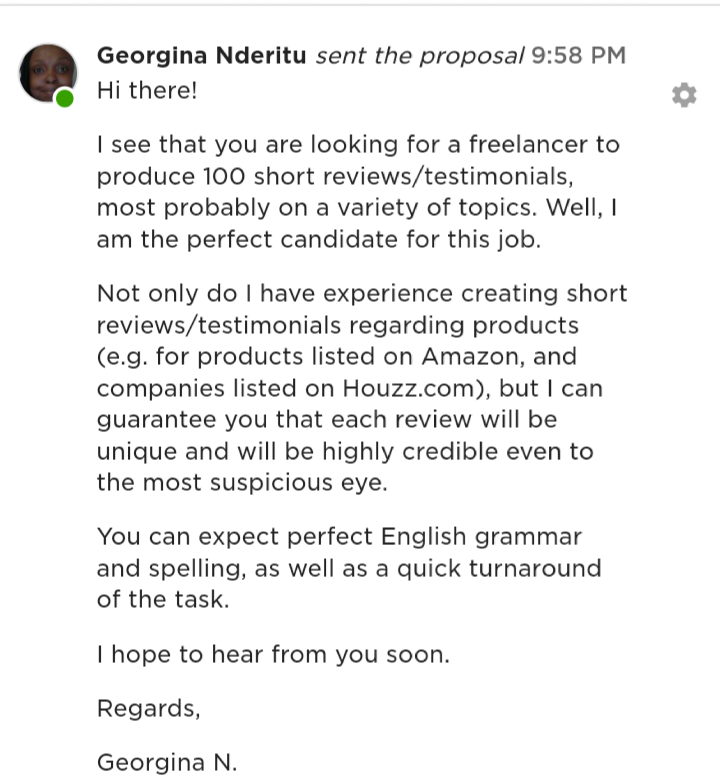 Georgina Nderitu sent the proposal 9:58 PM
Hi there!
I see that you are looking for a freelancer to
produce 100 short reviews/testimonials,
most probably on a variety of topics. Well, I
am the perfect candidate for this job.
Not only do I have experience creating short
reviews/testimonials regarding products
(e.g. for products listed on Amazon, and
companies listed on Houzz.com), but I can
guarantee you that each review will be
unique and will be highly credible even to
the most suspicious eye.
You can expect perfect English grammar
and spelling, as well as a quick turnaround
of the task.
I hope to hear from you soon.
Regards,
Georgina N.